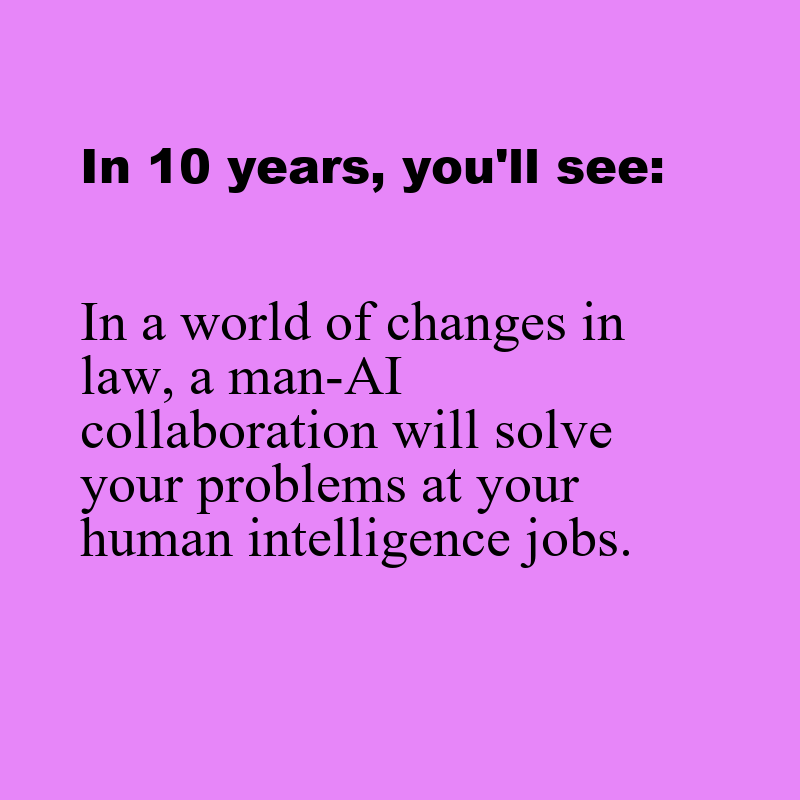 In 10 years, you'll see:
In a world of changes in
law, a man-AI
collaboration will solve
your problems at your
human intelligence jobs.